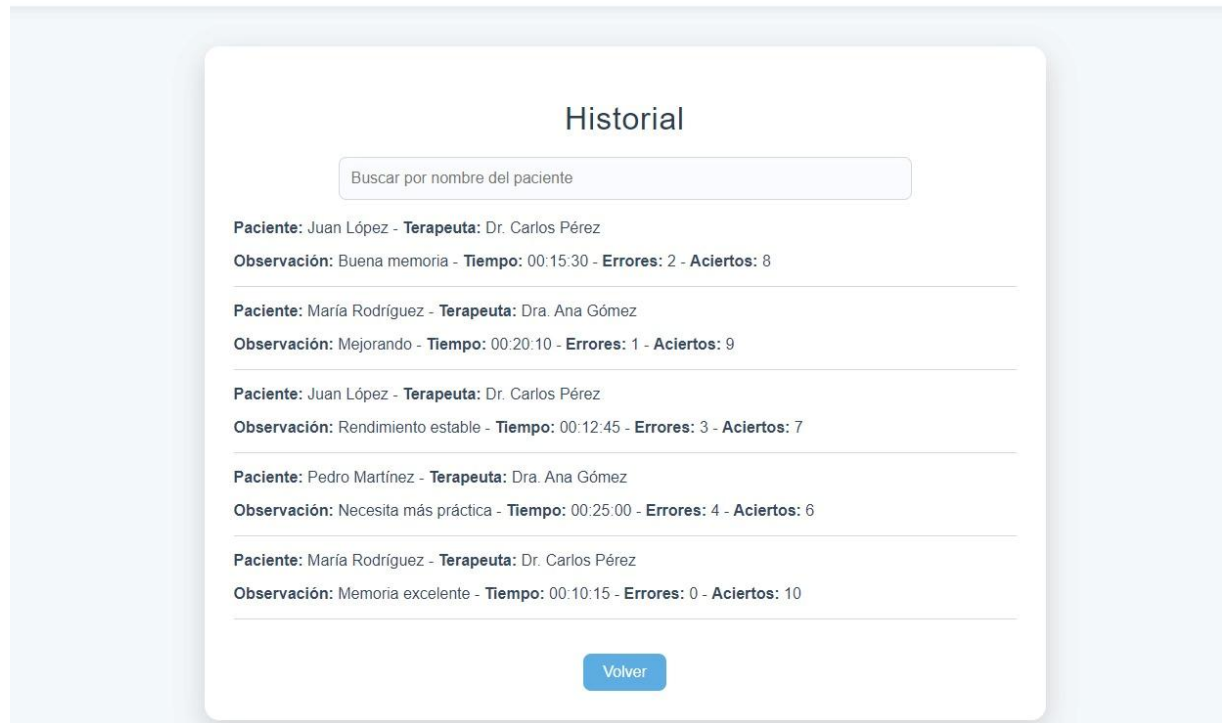 Historial
Buscar por nombre del paciente
Paciente: Juan López - Terapeuta: Dr. Carlos Pérez
Observación: Buena memoria - Tiempo: 00:15:30 - Errores: 2 - Aciertos: 8
Paciente: María Rodríguez - Terapeuta: Dra. Ana Gómez
Observación: Mejorando - Tiempo: 00:20:10 - Errores: 1 - Aciertos: 9
Paciente: Juan López - Terapeuta: Dr. Carlos Pérez
Observación: Rendimiento estable - Tiempo: 00:12:45 - Errores: 3 - Aciertos: 7
Paciente: Pedro Martínez - Terapeuta: Dra. Ana Gómez
Observación: Necesita más práctica - Tiempo: 00:25:00 - Errores: 4 - Aciertos: 6
Paciente: María Rodríguez - Terapeuta: Dr. Carlos Pérez
Observación: Memoria excelente - Tiempo: 00:10:15 - Errores: 0 - Aciertos: 10
Volver